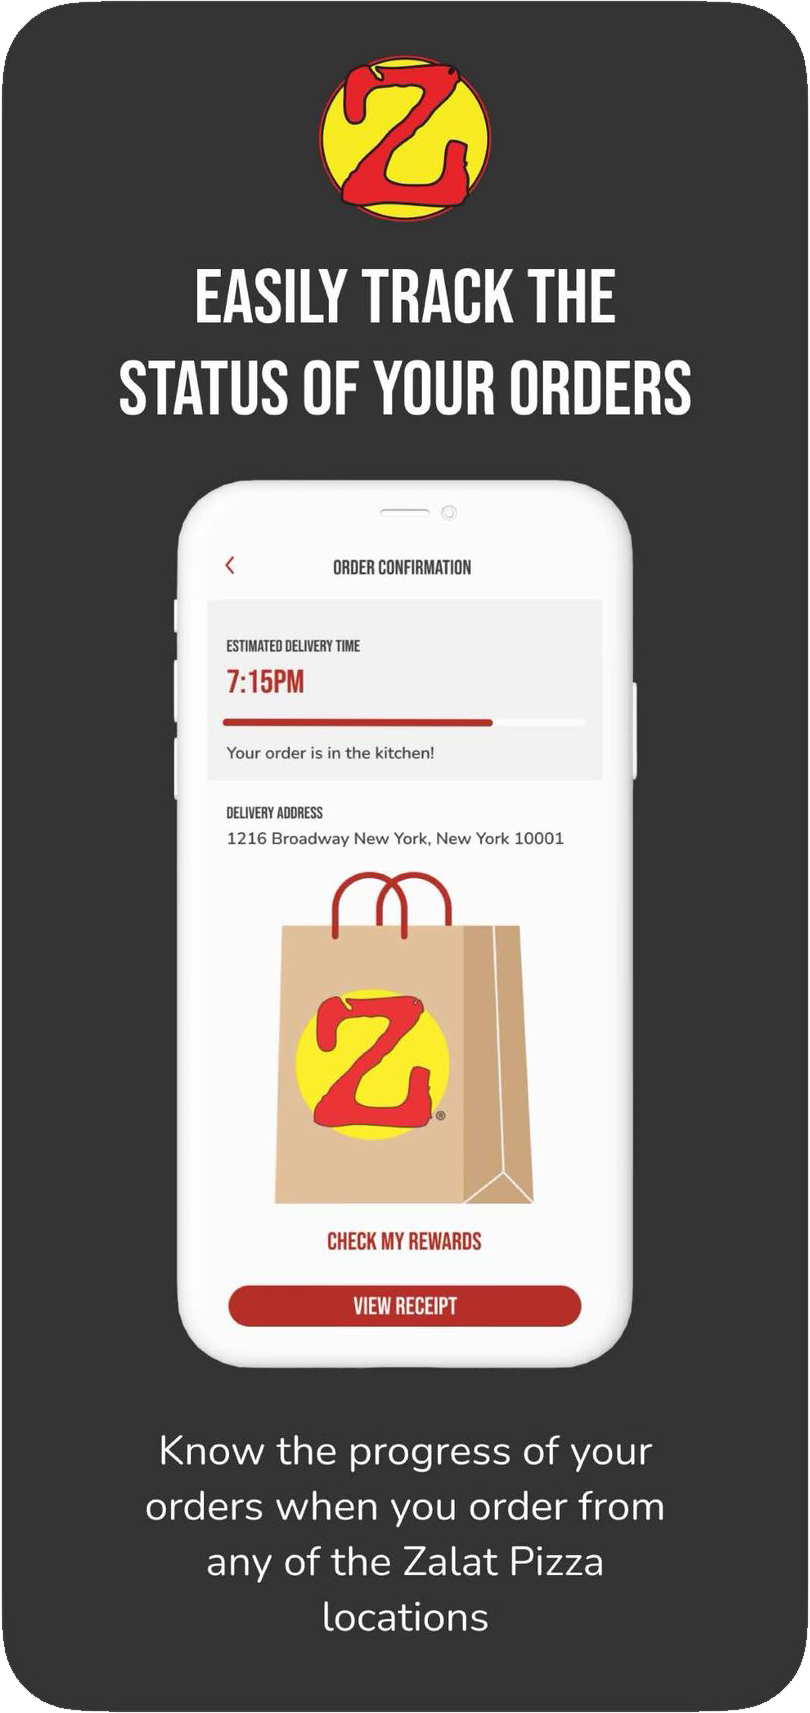 Z
EASILY TRACK THE
STATUS OF YOUR ORDERS
ORDER CONFIRMATION
ESTIMATED DELIVERY TIME
7:15PM
Your order is in the kitchen!
DELIVERY ADDRESS
1216 Broadway New York, New York 10001
Z
®
CHECK MY REWARDS
VIEW RECEIPT
Know the progress of your
orders when you order from
any of the Zalat Pizza
locations